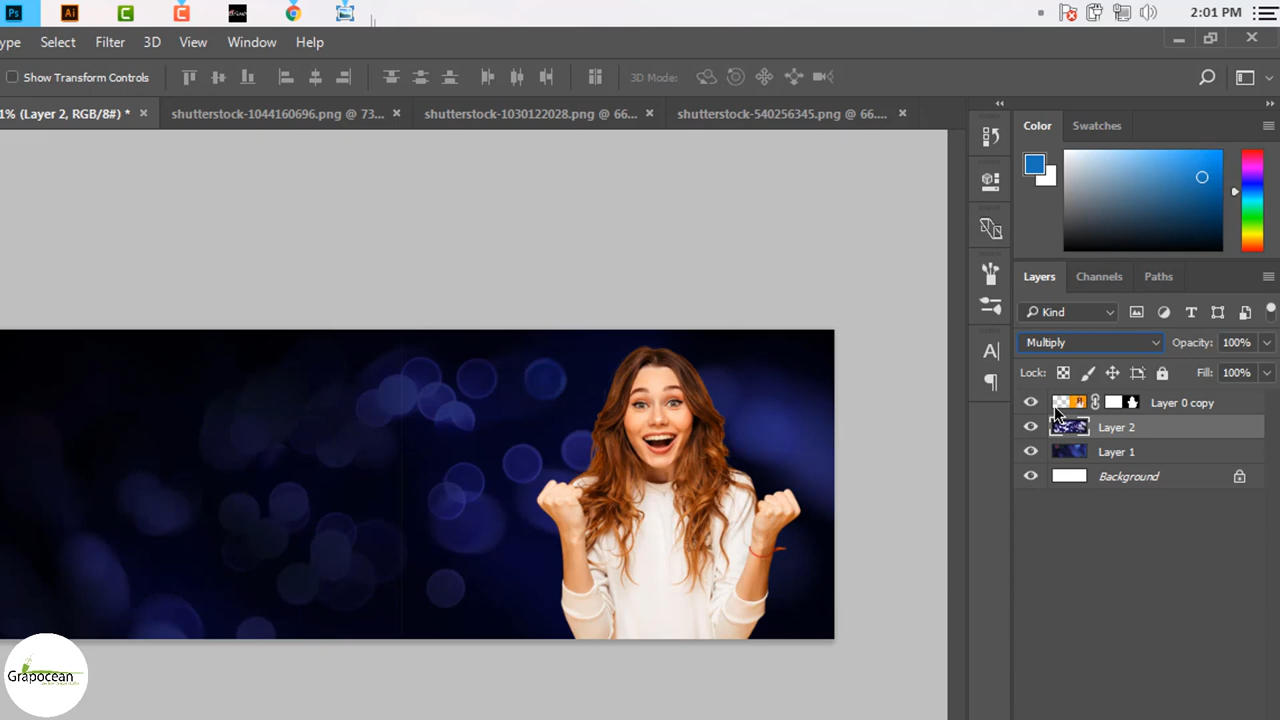 Ps
Ai
C
C
2:01 PM
ype Select Filter 3D View Window Help
Show Transform Controls
3D Mode:
1% (Layer 2, RGB/8#) *
shutterstock-1044160696.png @ 73...
shutterstock-1030122028.png @ 66...
shutterstock-540256345.png @ 66....
Color Swatches
Layers Channels Paths
Kind
Multiply Opacity: 100%
Lock: Fill: 100%
Layer 0 copy
Layer 2
Layer 1
Background
Grapocean